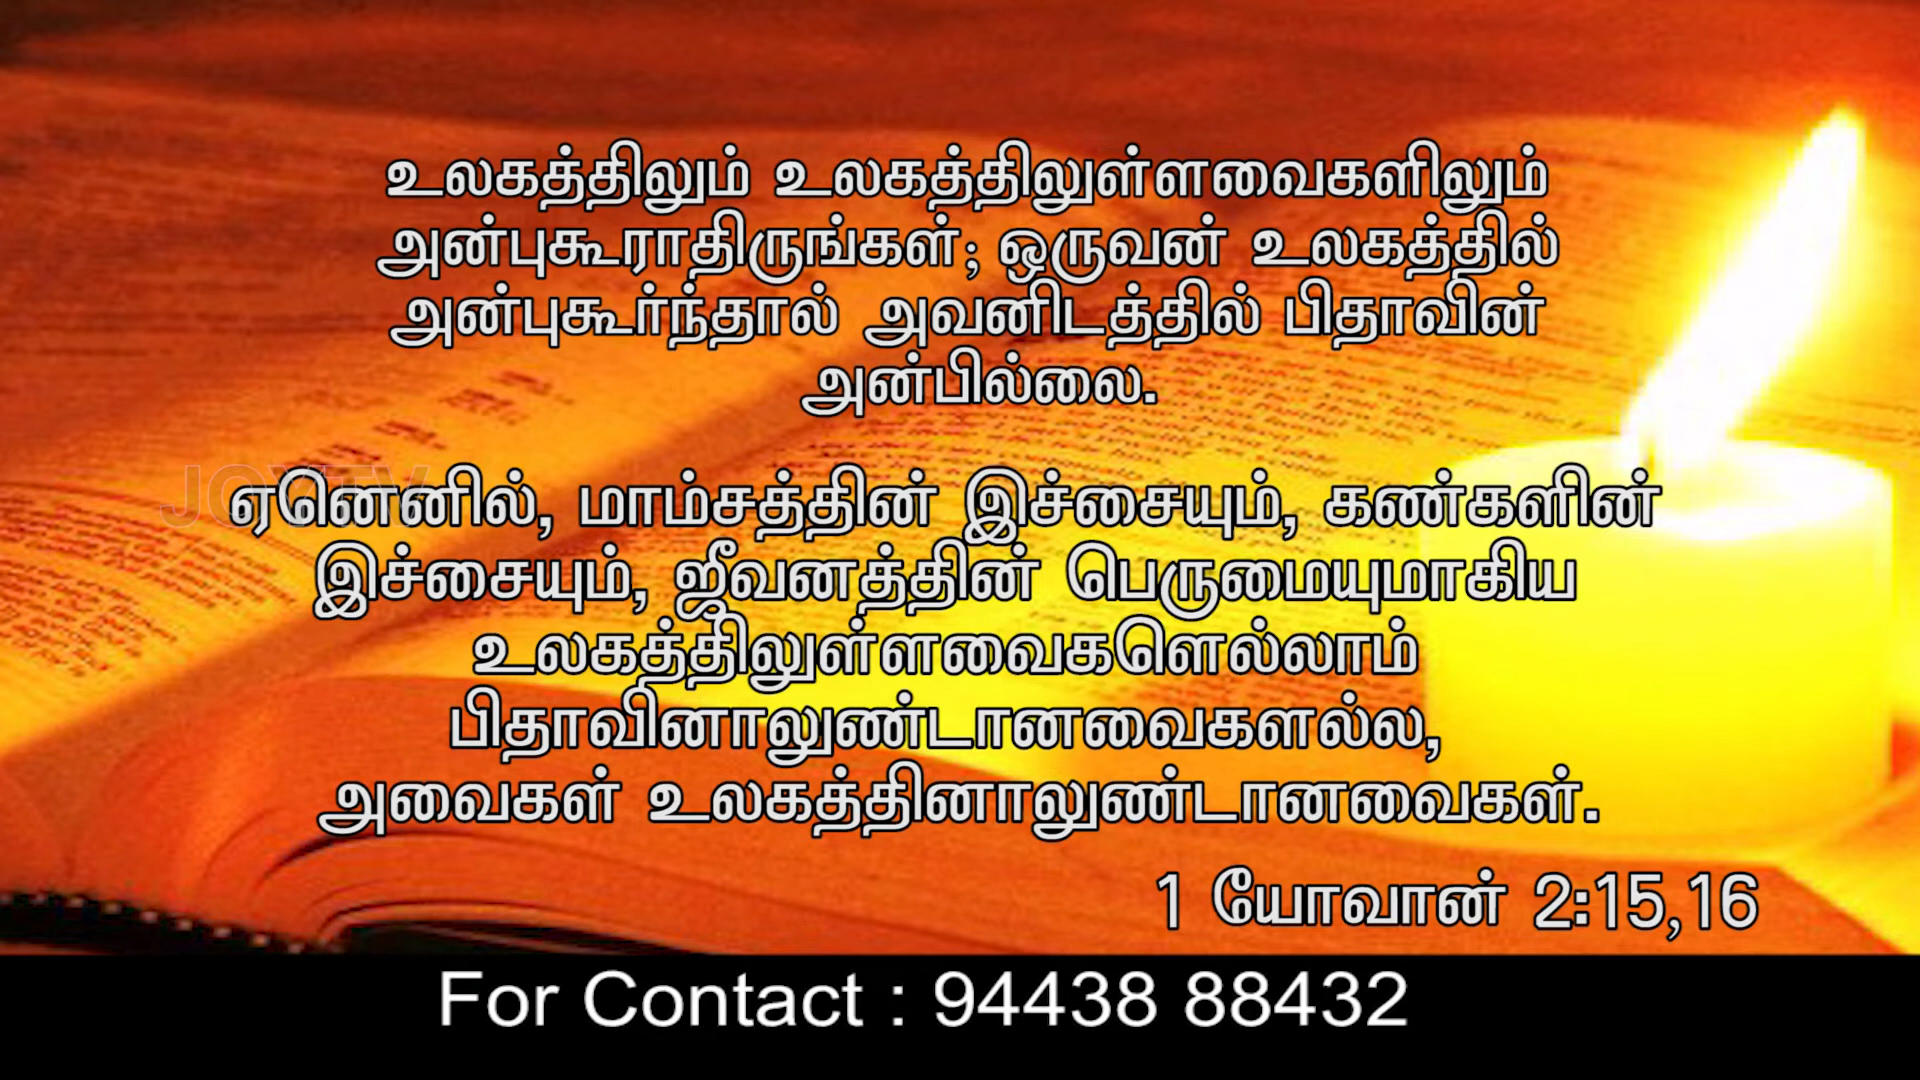 உலகத்திலும் உலகத்திலுள்ளவைகளிலும்
அன்புகூராதிருங்கள்; ஒருவன் உலகத்தில்
அன்புகூர்ந்தால் அவனிடத்தில் பிதாவின்
அன்பில்லை.
JOYTV
ஏனெனில், மாம்சத்தின் இச்சையும், கண்களின்
இச்சையும், ஜீவனத்தின் பெருமையுமாகிய
உலகத்திலுள்ளவைகளெல்லாம்
பிதாவினாலுண்டானவைகளல்ல,
அவைகள் உலகத்தினாலுண்டானவைகள்.
1 யோவான் 2:15,16
For Contact : 94438 88432